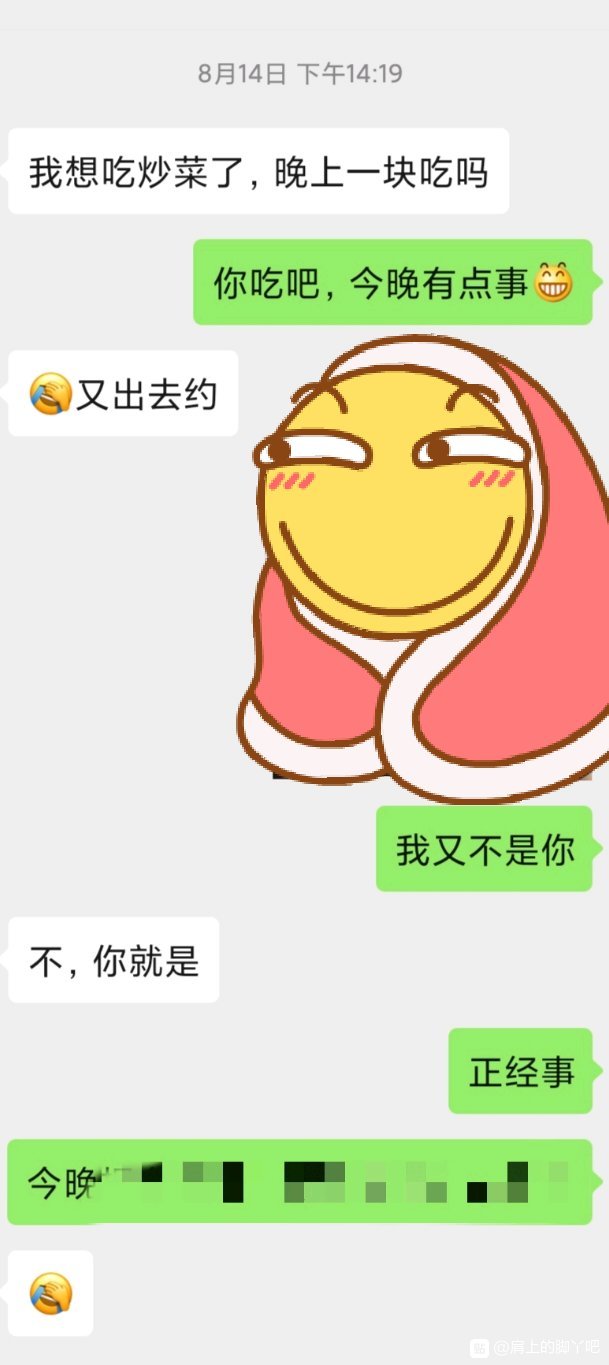 8月14日 下午14:19
我想吃炒菜了，晚上一块吃吗
你吃吧，今晚有点事😁
🤣又出去约
我又不是你
不，你就是
正经事
今晚
@肩上的脚丫吧